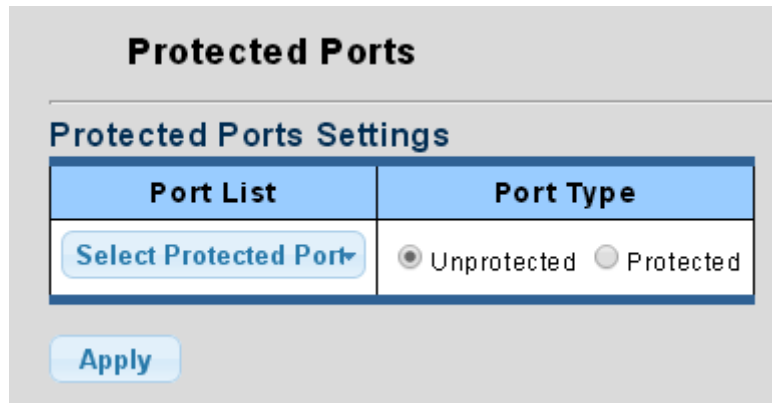 Protected Ports
Protected Ports Settings
Port List Port Type
Select Protected Port Unprotected Protected
Apply